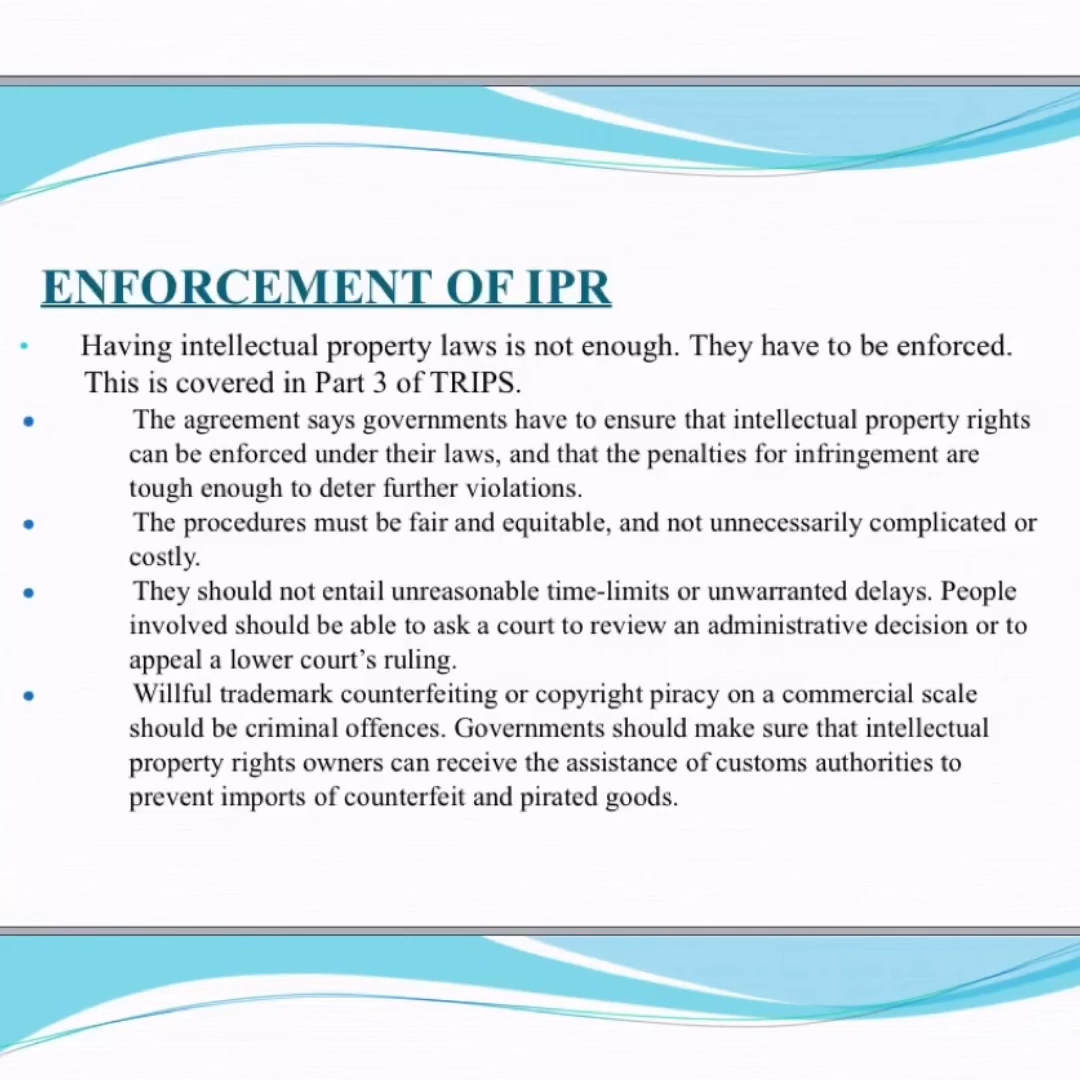 ENFORCEMENT OF IPR
• Having intellectual property laws is not enough. They have to be enforced.
This is covered in Part 3 of TRIPS.
• The agreement says governments have to ensure that intellectual property rights
can be enforced under their laws, and that the penalties for infringement are
tough enough to deter further violations.
• The procedures must be fair and equitable, and not unnecessarily complicated or
costly.
• They should not entail unreasonable time-limits or unwarranted delays. People
involved should be able to ask a court to review an administrative decision or to
appeal a lower court’s ruling.
• Willful trademark counterfeiting or copyright piracy on a commercial scale
should be criminal offences. Governments should make sure that intellectual
property rights owners can receive the assistance of customs authorities to
prevent imports of counterfeit and pirated goods.